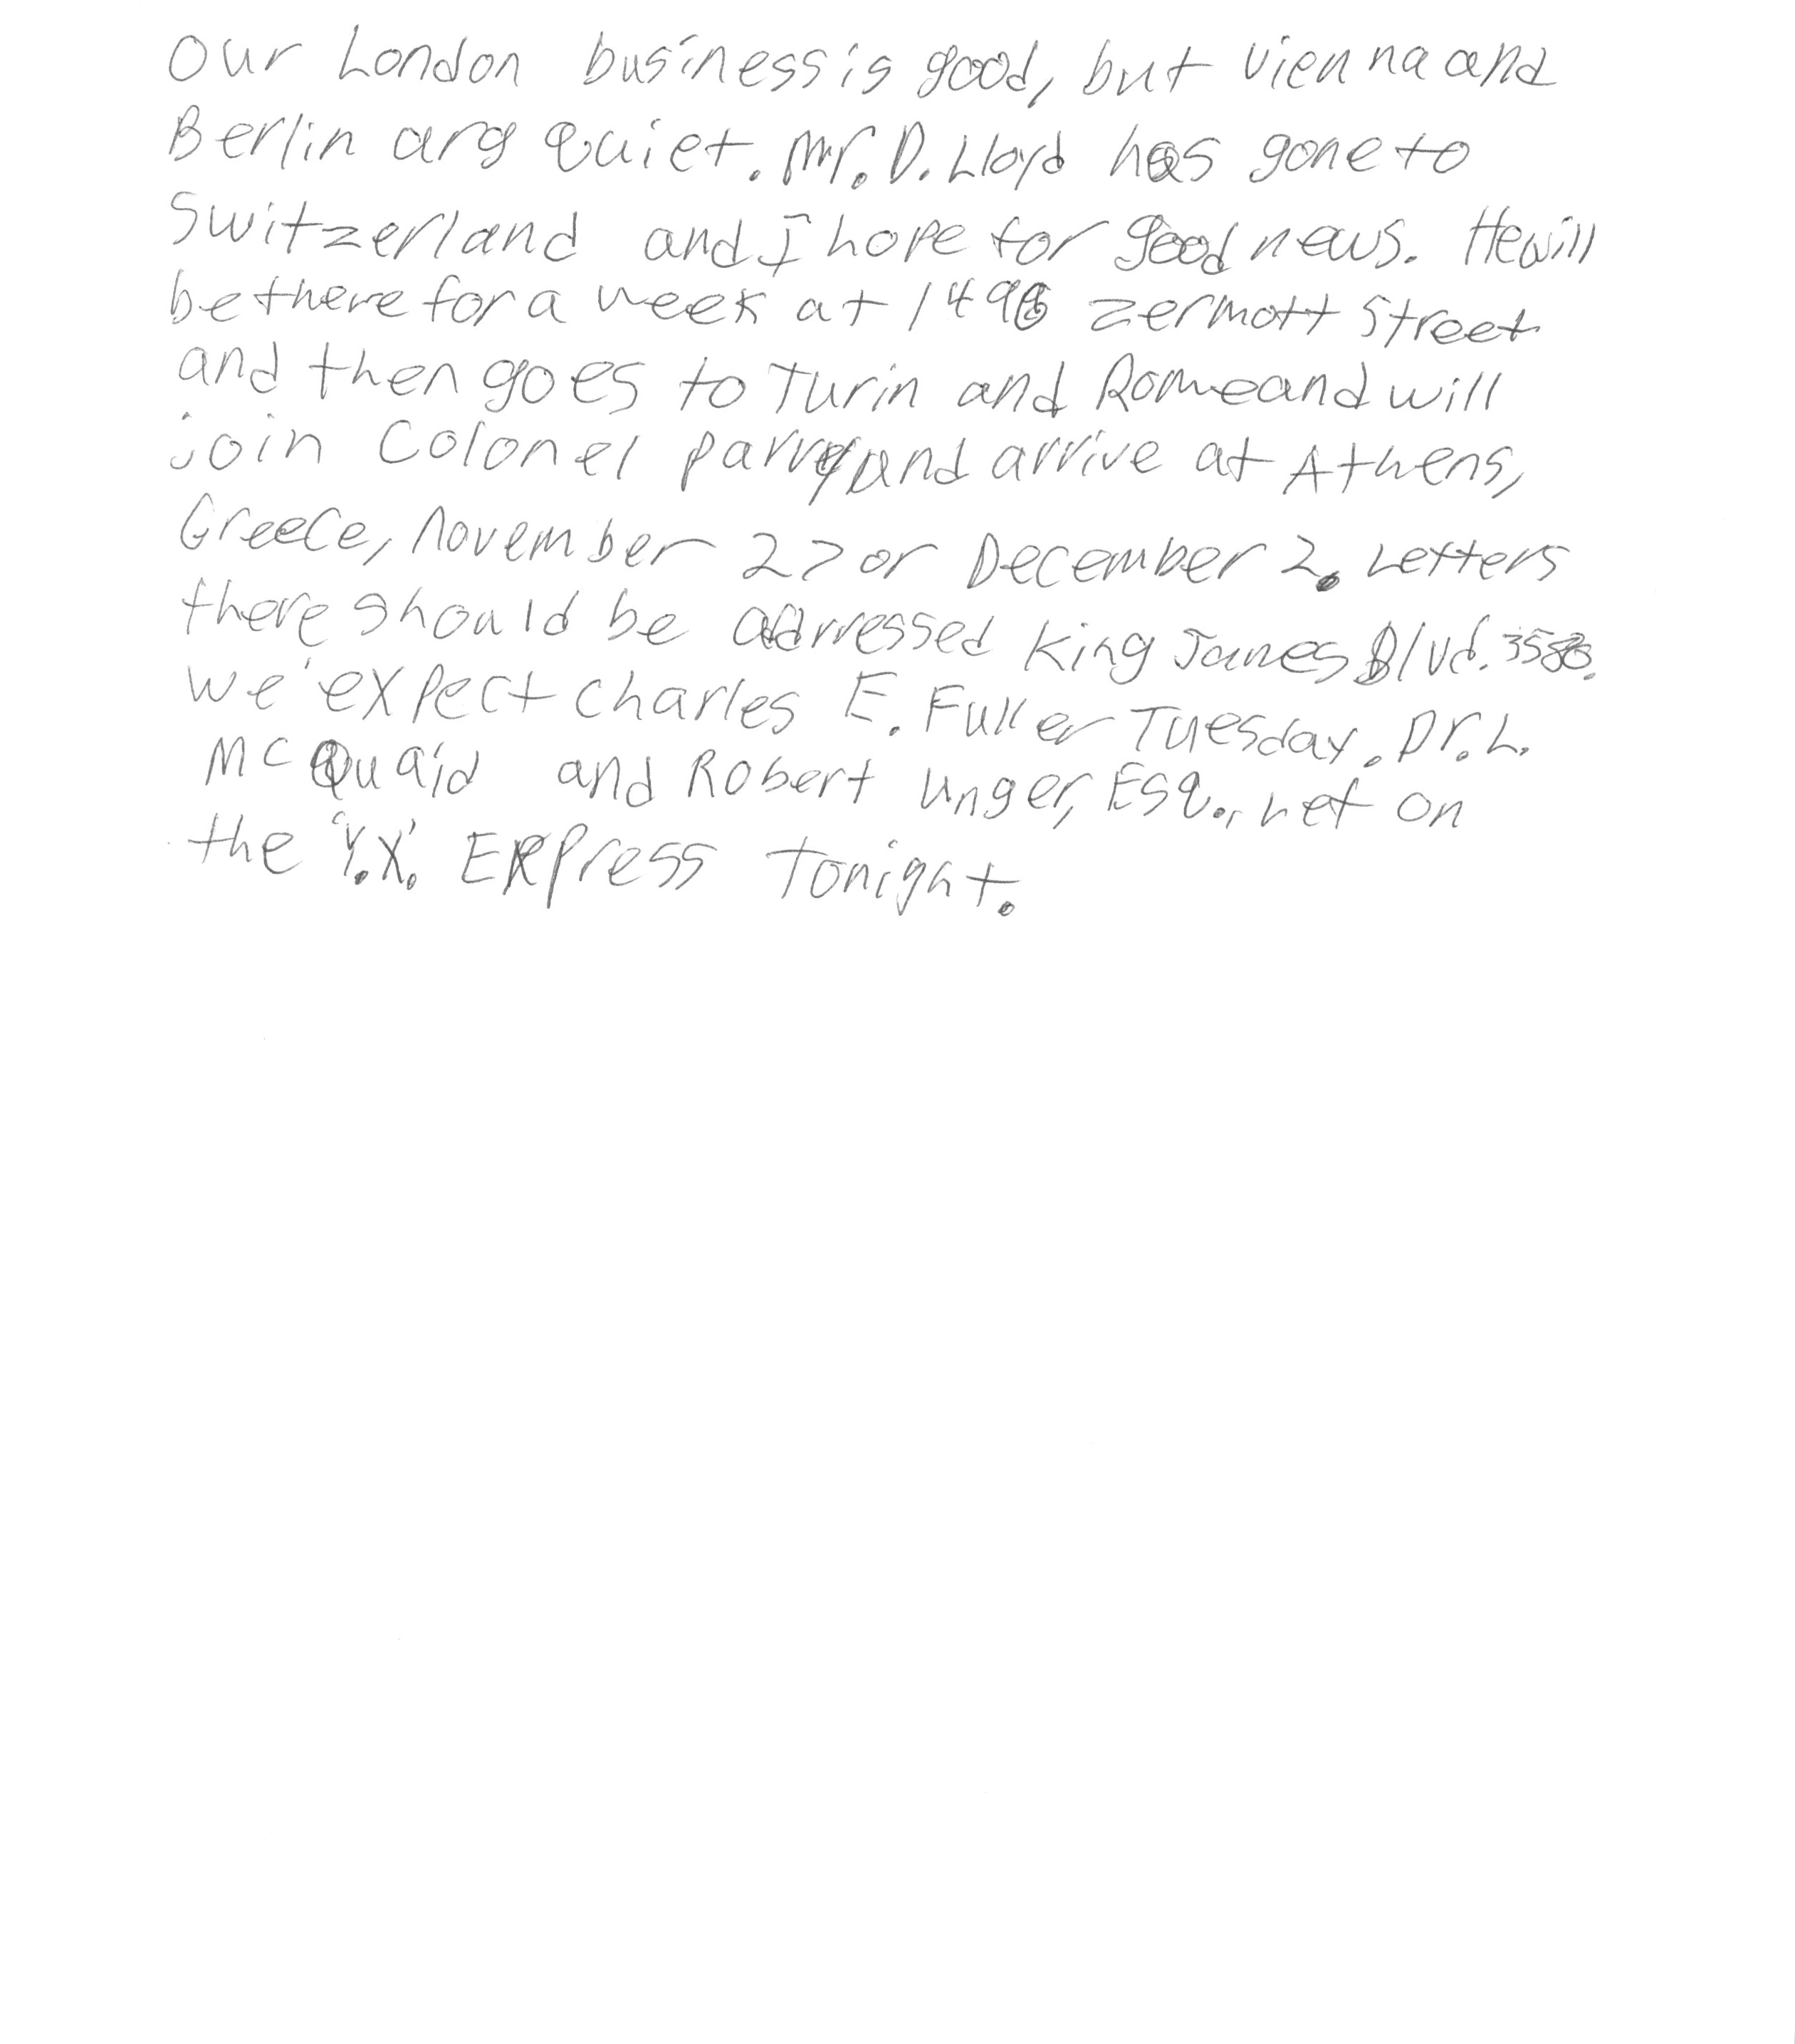 Our London business is good, but Vienna and
Berlin are quiet. Mr. D. Lloyd has gone to
Switzerland and I hope for good news. He will
be there for a week at 1496 Zermott Street
and then goes to Turin and Rome and will
join Colonel Parry and arrive at Athens,
Greece, November 27 or December 2. Letters
there should be addressed King James Blvd. 3580.
We expect Charles E. Fuller Tuesday. Dr. L.
McQuaid and Robert Unger, Esq., left on
the 'Y.X.' Express Tonight.